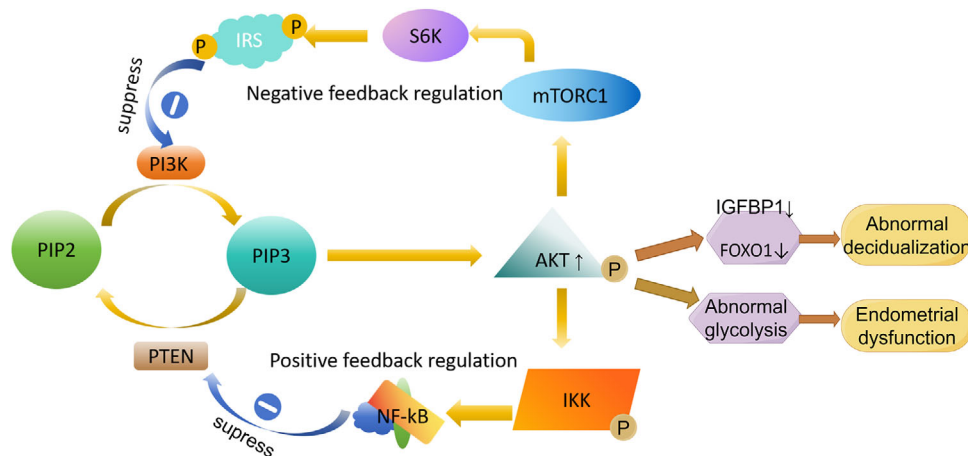 P
IRS
P
S6K
suppress
Negative feedback regulation
mTORC1
PI3K
PIP2
PIP3
AKT ↑
P
IGFBP1↓
FOXO1↓
Abnormal
decidualization
Abnormal
glycolysis
Endometrial
dysfunction
PTEN
Positive feedback regulation
supress
NF-kB
IKK
P